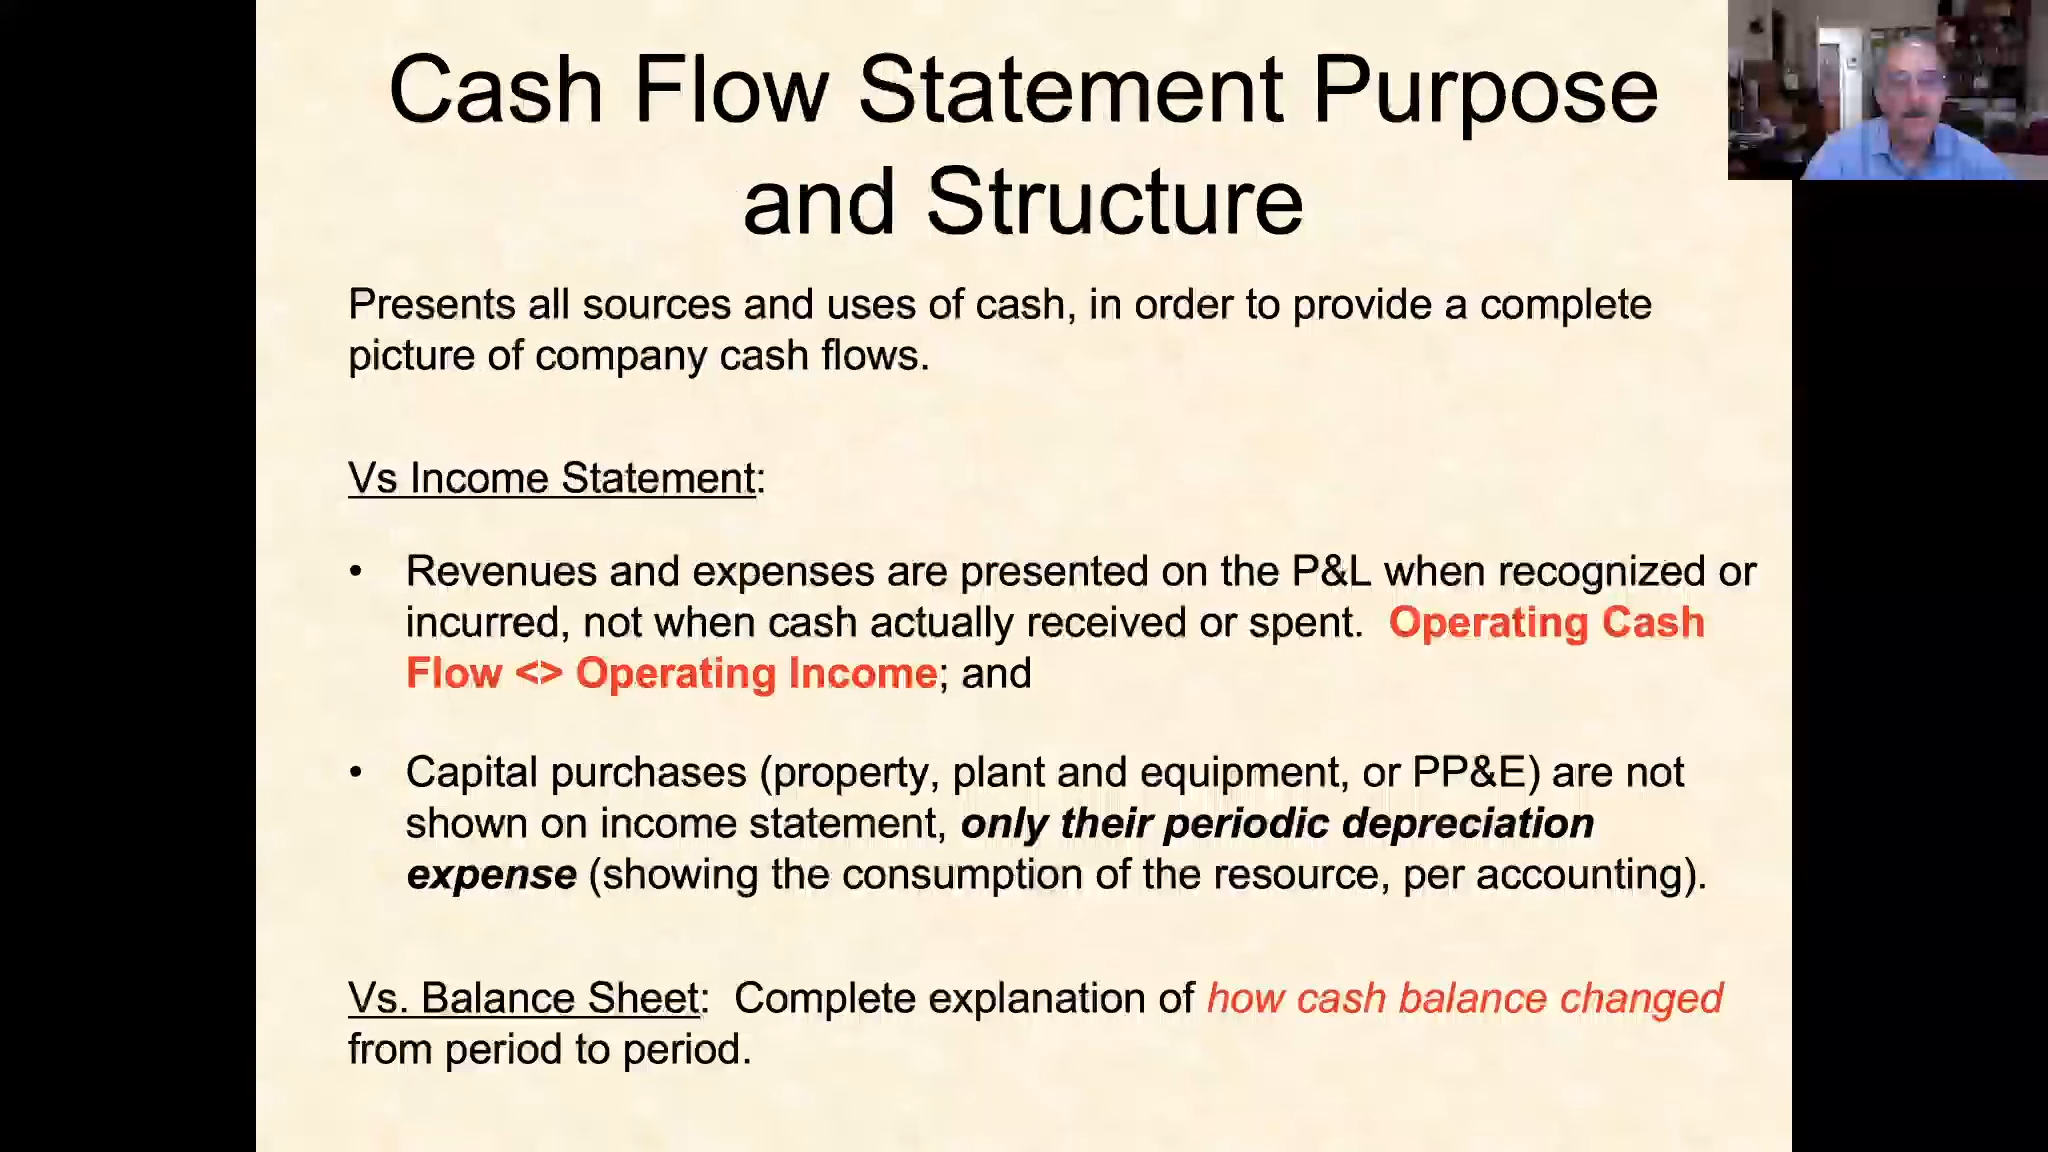 Cash Flow Statement Purpose
and Structure
Presents all sources and uses of cash, in order to provide a complete
picture of company cash flows.
Vs Income Statement:
• Revenues and expenses are presented on the P&L when recognized or
incurred, not when cash actually received or spent. Operating Cash
Flow <> Operating Income; and
• Capital purchases (property, plant and equipment, or PP&E) are not
shown on income statement, only their periodic depreciation
expense (showing the consumption of the resource, per accounting).
Vs. Balance Sheet: Complete explanation of how cash balance changed
from period to period.